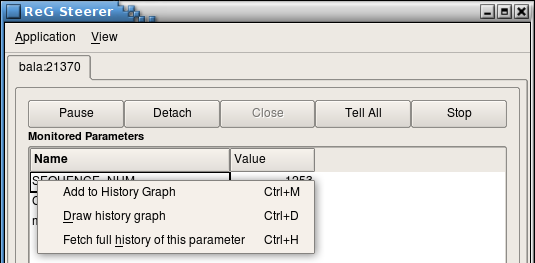 ReG Steerer
Application View
bala:21370
Pause Detach Close Tell All Stop
Monitored Parameters
Name Value
SEQUENCE_NUM 1253
Add to History Graph Ctrl+M
Draw history graph Ctrl+D
Fetch full history of this parameter Ctrl+H